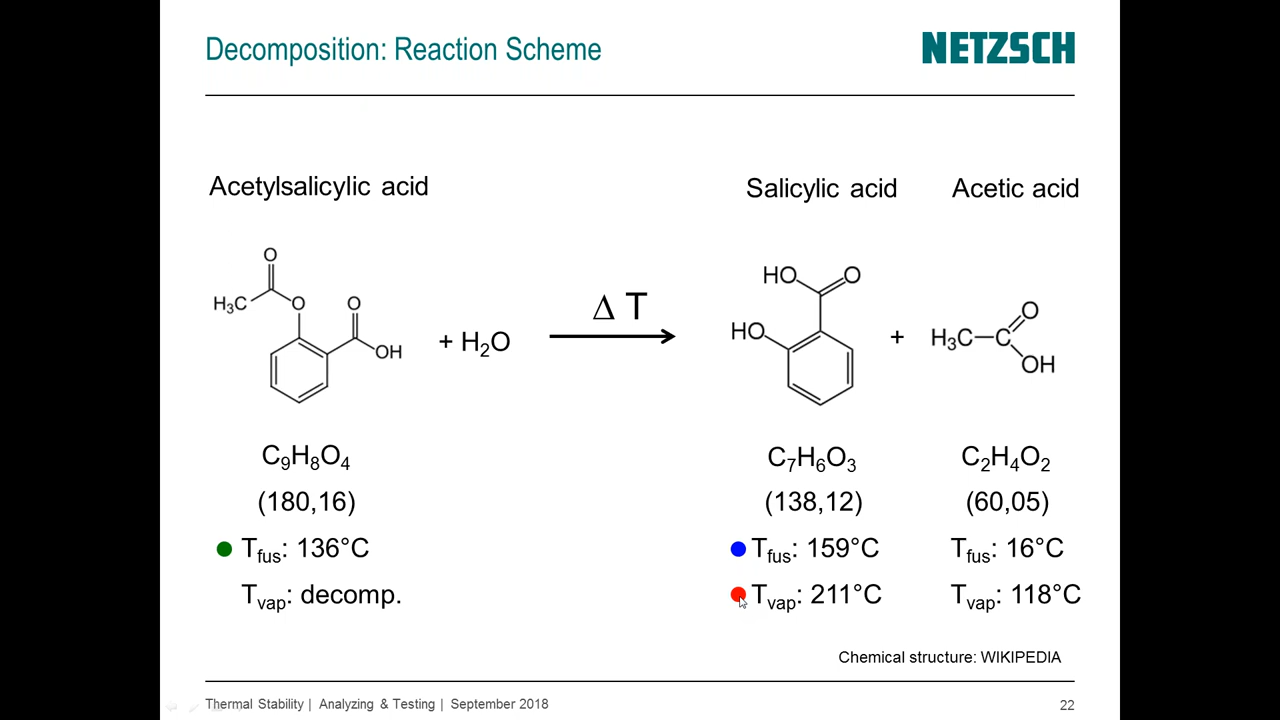 Decomposition: Reaction Scheme
NETZSCH
Acetylsalicylic acid
Salicylic acid
Acetic acid
O
H₃C
O
O
OH
+ H₂O
Δ T
HO
O
HO
+
H₃C
C
O
OH
C₉H₈O₄
C₇H₆O₃
C₂H₄O₂
(180,16)
(138,12)
(60,05)
Tfus: 136°C
Tfus: 159°C
Tfus: 16°C
Tvap: decomp.
Tvap: 211°C
Tvap: 118°C
Chemical structure: WIKIPEDIA
Thermal Stability | Analyzing & Testing | September 2018
22